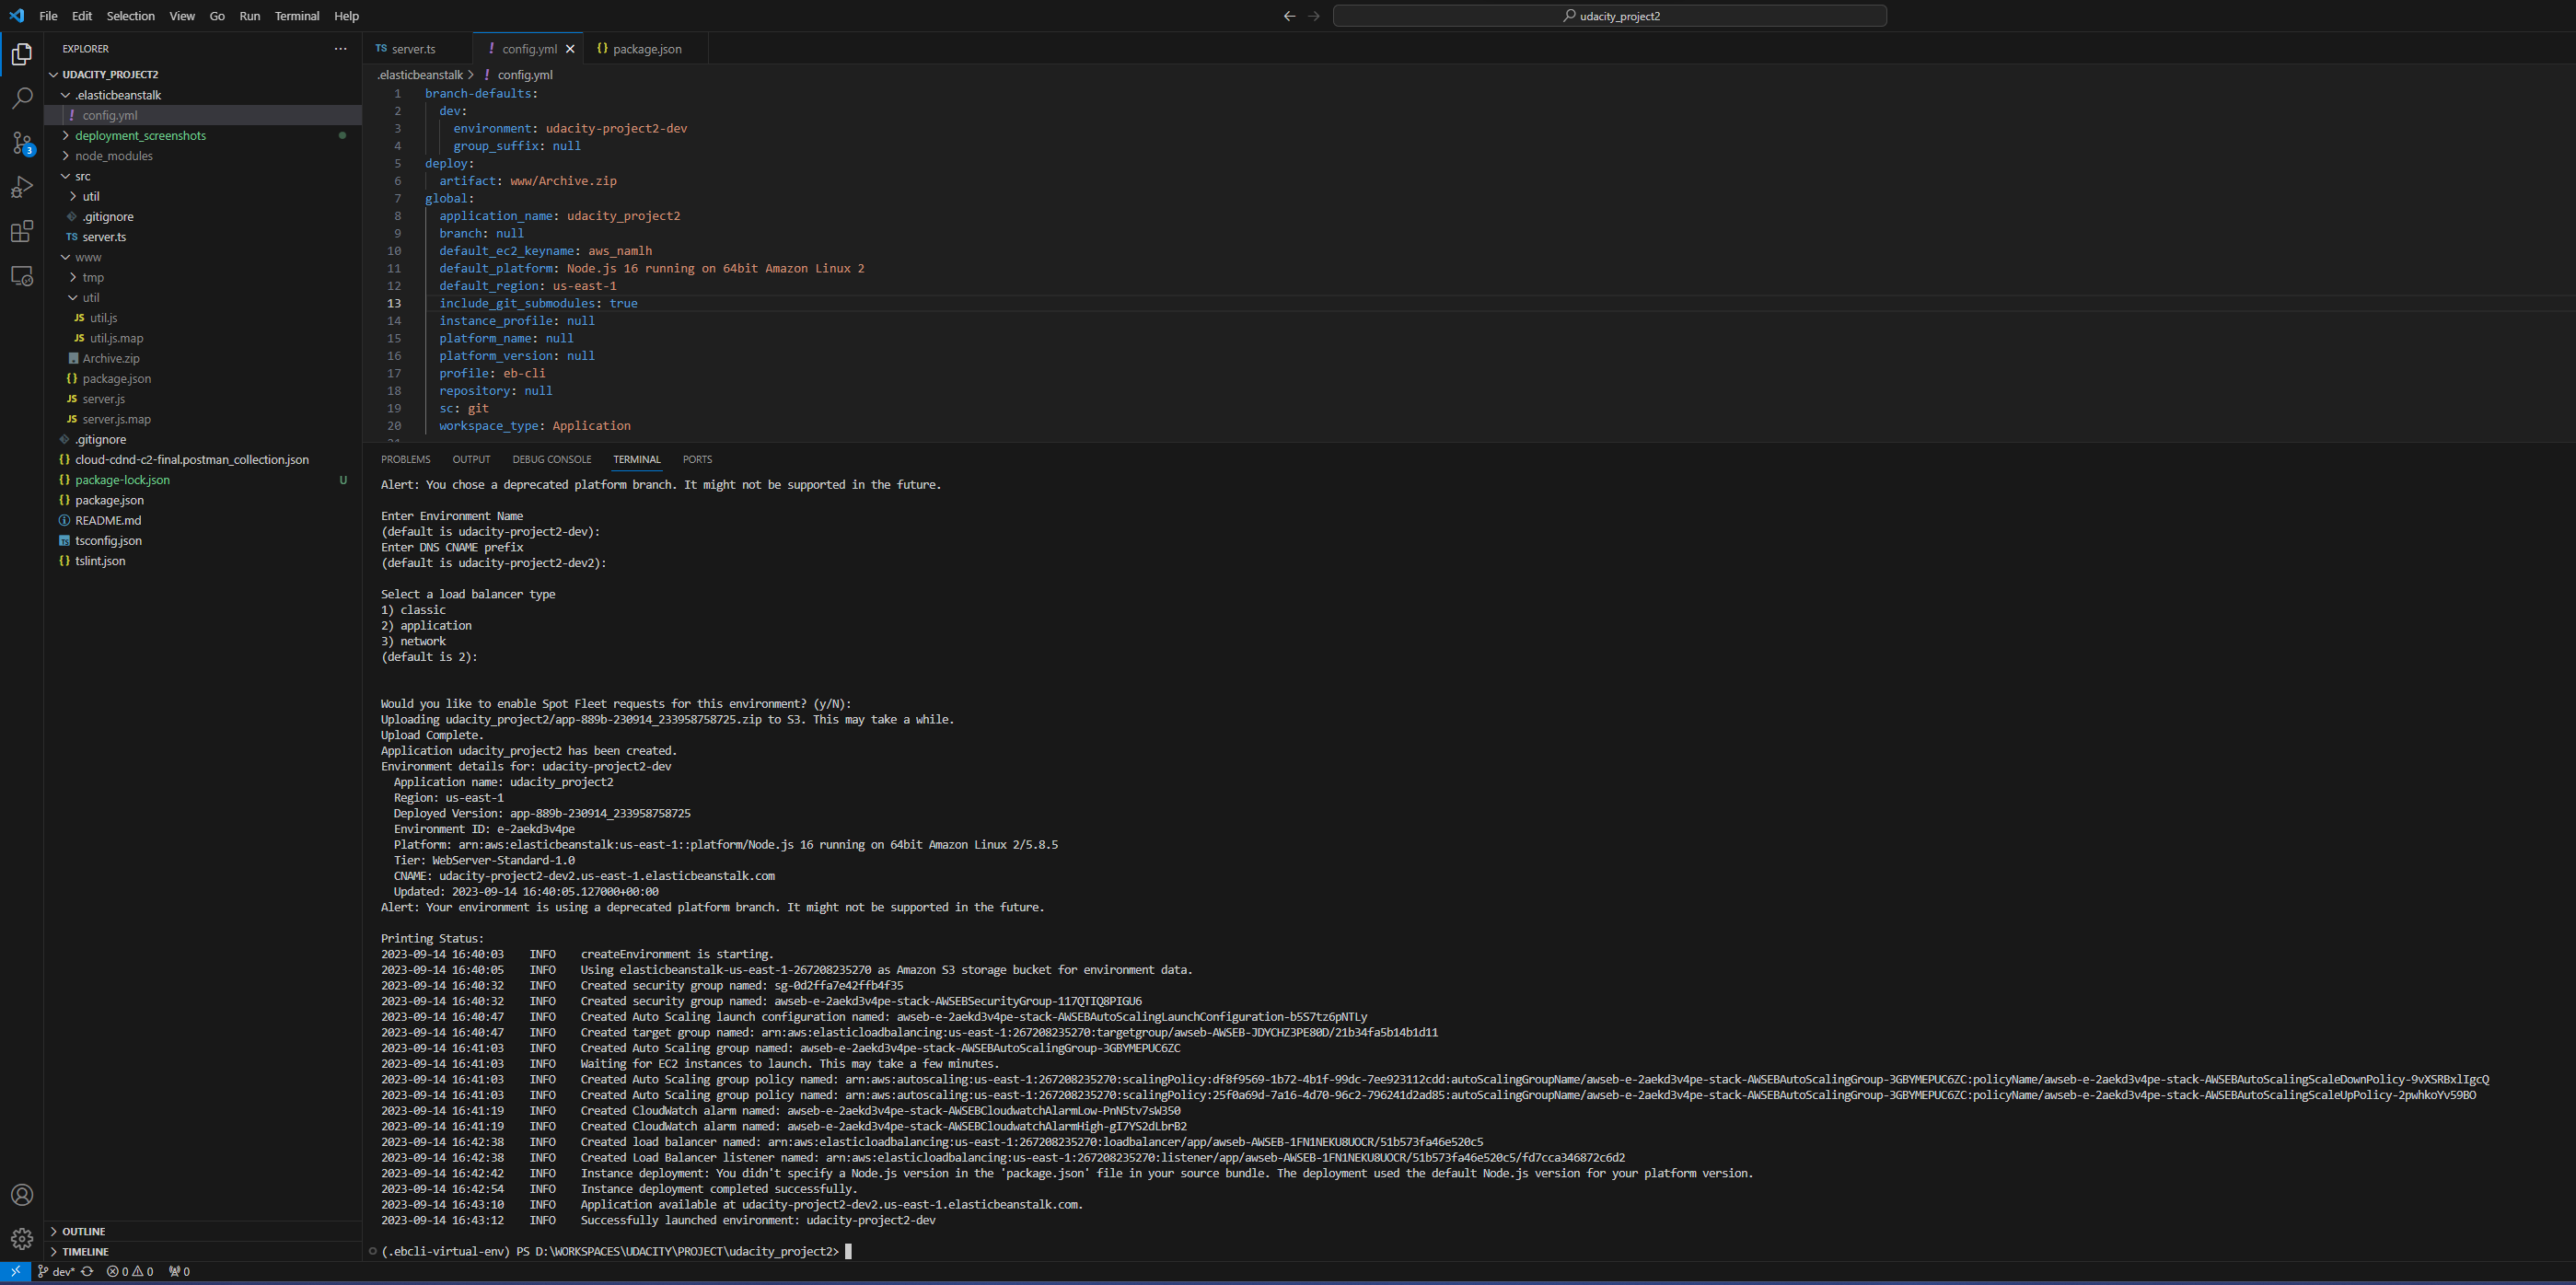 File Edit Selection View Go Run Terminal Help
udacity_project2
EXPLORER
UDACITY_PROJECT2
.elasticbeanstalk
! config.yml
deployment_screenshots
node_modules
src
util
.gitignore
TS server.ts
www
tmp
util
JS util.js
JS util.js.map
Archive.zip
{} package.json
JS server.js
JS server.js.map
.gitignore
{} cloud-cdnd-c2-final.postman_collection.json
{} package-lock.json U
{} package.json
README.md
tsconfig.json
{} tslint.json
OUTLINE
TIMELINE
3
TS server.ts ! config.yml {} package.json
.elasticbeanstalk > ! config.yml
1 branch-defaults:
2 dev:
3 environment: udacity-project2-dev
4 group_suffix: null
5 deploy:
6 artifact: www/Archive.zip
7 global:
8 application_name: udacity_project2
9 branch: null
10 default_ec2_keyname: aws_namlh
11 default_platform: Node.js 16 running on 64bit Amazon Linux 2
12 default_region: us-east-1
13 include_git_submodules: true
14 instance_profile: null
15 platform_name: null
16 platform_version: null
17 profile: eb-cli
18 repository: null
19 sc: git
20 workspace_type: Application
PROBLEMS OUTPUT DEBUG CONSOLE TERMINAL PORTS
Alert: You chose a deprecated platform branch. It might not be supported in the future.
Enter Environment Name
(default is udacity-project2-dev):
Enter DNS CNAME prefix
(default is udacity-project2-dev2):
Select a load balancer type
1) classic
2) application
3) network
(default is 2):
Would you like to enable Spot Fleet requests for this environment? (y/N):
Uploading udacity_project2/app-889b-230914_233958758725.zip to S3. This may take a while.
Upload Complete.
Application udacity_project2 has been created.
Environment details for: udacity-project2-dev
Application name: udacity_project2
Region: us-east-1
Deployed Version: app-889b-230914_233958758725
Environment ID: e-2aekd3v4pe
Platform: arn:aws:elasticbeanstalk:us-east-1::platform/Node.js 16 running on 64bit Amazon Linux 2/5.8.5
Tier: WebServer-Standard-1.0
CNAME: udacity-project2-dev2.us-east-1.elasticbeanstalk.com
Updated: 2023-09-14 16:40:05.127000+00:00
Alert: Your environment is using a deprecated platform branch. It might not be supported in the future.
Printing Status:
2023-09-14 16:40:03 INFO createEnvironment is starting.
2023-09-14 16:40:05 INFO Using elasticbeanstalk-us-east-1-267208235270 as Amazon S3 storage bucket for environment data.
2023-09-14 16:40:32 INFO Created security group named: sg-0d2ffa7e42ffb4f35
2023-09-14 16:40:32 INFO Created security group named: awseb-e-2aekd3v4pe-stack-AWSEBSecurityGroup-117QTIQ8PIGU6
2023-09-14 16:40:47 INFO Created Auto Scaling launch configuration named: awseb-e-2aekd3v4pe-stack-AWSEBAutoScalingLaunchConfiguration-b5S7tz6pNTLy
2023-09-14 16:40:47 INFO Created target group named: arn:aws:elasticloadbalancing:us-east-1:267208235270:targetgroup/awseb-AWSEB-JDYCHZ3PE80D/21b34fa5b14b1d11
2023-09-14 16:41:03 INFO Created Auto Scaling group named: awseb-e-2aekd3v4pe-stack-AWSEBAutoScalingGroup-3GBYMEPUC6ZC
2023-09-14 16:41:03 INFO Waiting for EC2 instances to launch. This may take a few minutes.
2023-09-14 16:41:03 INFO Created Auto Scaling group policy named: arn:aws:autoscaling:us-east-1:267208235270:scalingPolicy:df8f9569-1b72-4b1f-99dc-7ee923112cdd:autoScalingGroupName/awseb-e-2aekd3v4pe-stack-AWSEBAutoScalingGroup-3GBYMEPUC6ZC:policyName/awseb-e-2aekd3v4pe-stack-AWSEBAutoScalingScaleDownPolicy-9vXSRBxlIgcQ
2023-09-14 16:41:03 INFO Created Auto Scaling group policy named: arn:aws:autoscaling:us-east-1:267208235270:scalingPolicy:25f0a69d-7a16-4d70-96c2-796241d2ad85:autoScalingGroupName/awseb-e-2aekd3v4pe-stack-AWSEBAutoScalingGroup-3GBYMEPUC6ZC:policyName/awseb-e-2aekd3v4pe-stack-AWSEBAutoScalingScaleUpPolicy-2pwhkoYv59BO
2023-09-14 16:41:19 INFO Created CloudWatch alarm named: awseb-e-2aekd3v4pe-stack-AWSEBCloudwatchAlarmLow-PnN5tv7sW350
2023-09-14 16:41:19 INFO Created CloudWatch alarm named: awseb-e-2aekd3v4pe-stack-AWSEBCloudwatchAlarmHigh-gI7YS2dLbrB2
2023-09-14 16:42:38 INFO Created load balancer named: arn:aws:elasticloadbalancing:us-east-1:267208235270:loadbalancer/app/awseb-AWSEB-1FN1NEKU8UOCR/51b573fa46e520c5
2023-09-14 16:42:38 INFO Created Load Balancer listener named: arn:aws:elasticloadbalancing:us-east-1:267208235270:listener/app/awseb-AWSEB-1FN1NEKU8UOCR/51b573fa46e520c5/fd7cca346872c6d2
2023-09-14 16:42:42 INFO Instance deployment: You didn't specify a Node.js version in the 'package.json' file in your source bundle. The deployment used the default Node.js version for your platform version.
2023-09-14 16:42:54 INFO Instance deployment completed successfully.
2023-09-14 16:43:10 INFO Application available at udacity-project2-dev2.us-east-1.elasticbeanstalk.com.
2023-09-14 16:43:12 INFO Successfully launched environment: udacity-project2-dev
(.ebcli-virtual-env) PS D:\WORKSPACES\UDACITY\PROJECT\udacity_project2>
dev* 0 0 0